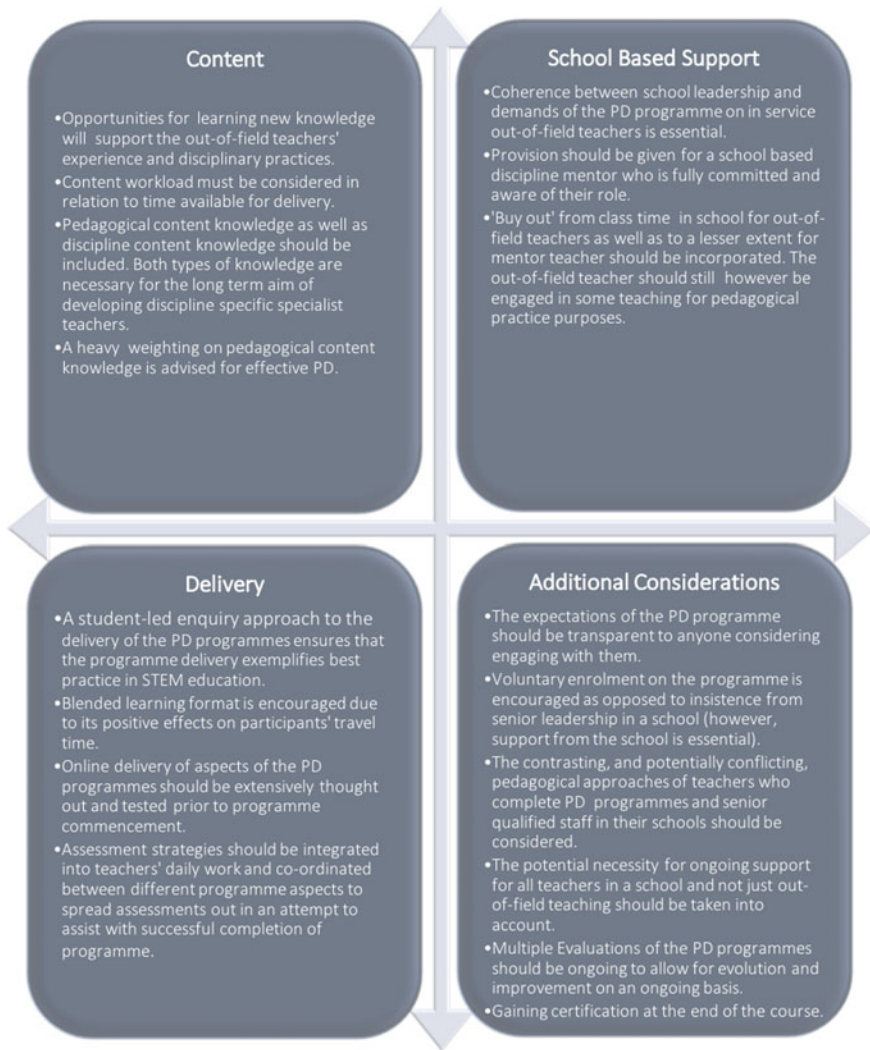 Content
•Opportunities for learning new knowledge
will support the out-of-field teachers'
experience and disciplinary practices.
•Content workload must be considered in
relation to time available for delivery.
•Pedagogical content knowledge as well as
discipline content knowledge should be
included. Both types of knowledge are
necessary for the long term aim of
developing discipline specific specialist
teachers.
•A heavy weighting on pedagogical content
knowledge is advised for effective PD.
School Based Support
•Coherence between school leadership and
demands of the PD programme on in service
out-of-field teachers is essential.
•Provision should be given for a school based
discipline mentor who is fully committed and
aware of their role.
•'Buy out' from class time in school for out-of-
field teachers as well as to a lesser extent for
mentor teacher should be incorporated. The
out-of-field teacher should still however be
engaged in some teaching for pedagogical
practice purposes.
Delivery
•A student-led enquiry approach to the
delivery of the PD programmes ensures that
the programme delivery exemplifies best
practice in STEM education.
•Blended learning format is encouraged due
to its positive effects on participants' travel
time.
•Online delivery of aspects of the PD
programmes should be extensively thought
out and tested prior to programme
commencement.
•Assessment strategies should be integrated
into teachers' daily work and co-ordinated
between different programme aspects to
spread assessments out in an attempt to
assist with successful completion of
programme.
Additional Considerations
•The expectations of the PD programme
should be transparent to anyone considering
engaging with them.
•Voluntary enrolment on the programme is
encouraged as opposed to insistence from
senior leadership in a school (however,
support from the school is essential).
•The contrasting, and potentially conflicting,
pedagogical approaches of teachers who
complete PD programmes and senior
qualified staff in their schools should be
considered.
•The potential necessity for ongoing support
for all teachers in a school and not just out-
of-field teaching should be taken into
account.
•Multiple Evaluations of the PD programmes
should be ongoing to allow for evolution and
improvement on an ongoing basis.
•Gaining certification at the end of the course.